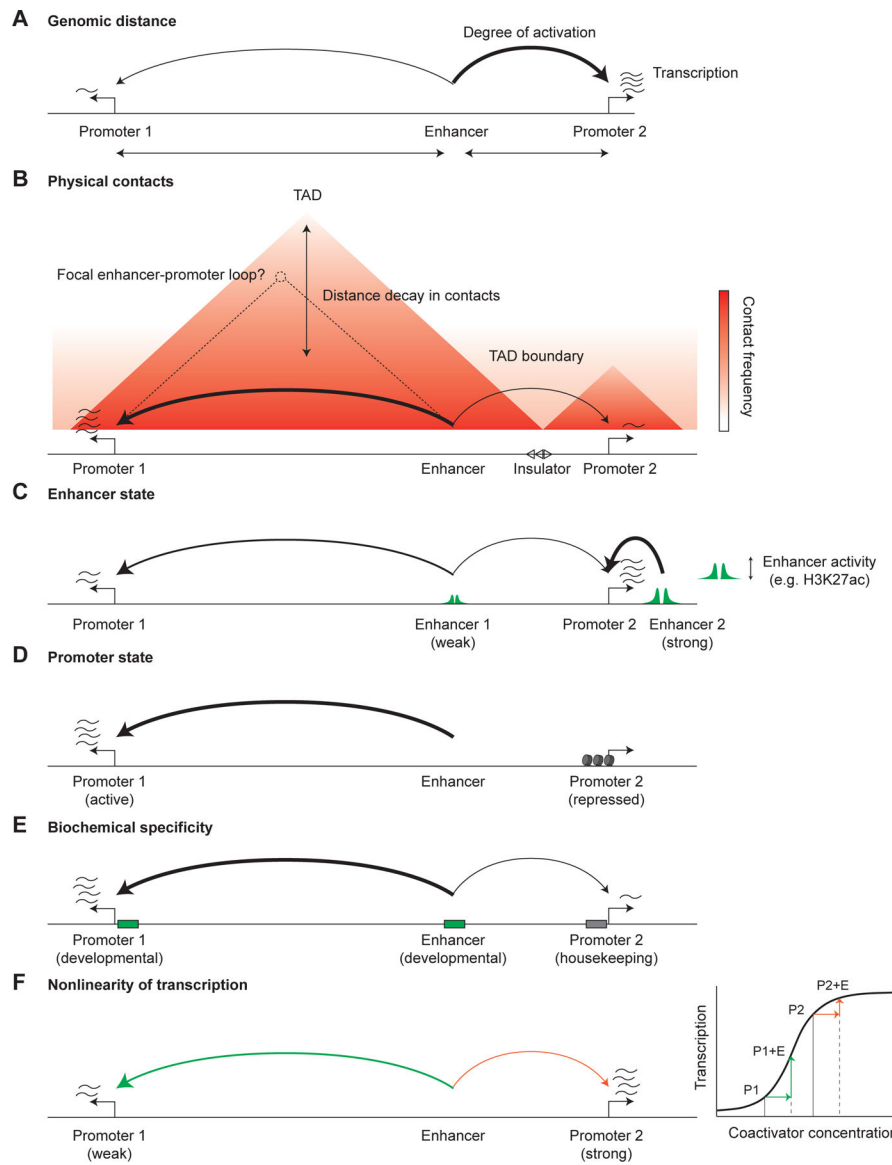 A Genomic distance
Degree of activation
Transcription
Promoter 1 Enhancer Promoter 2
B Physical contacts
TAD
Focal enhancer-promoter loop?
Distance decay in contacts
TAD boundary
Contact frequency
Promoter 1 Enhancer Insulator Promoter 2
C Enhancer state
Enhancer activity
(e.g. H3K27ac)
Promoter 1 Enhancer 1 Promoter 2 Enhancer 2
(weak) (strong)
D Promoter state
Promoter 1 Enhancer Promoter 2
(active) (repressed)
E Biochemical specificity
Promoter 1 Enhancer Promoter 2
(developmental) (developmental) (housekeeping)
F Nonlinearity of transcription
P2+E
P2
P1+E
P1
Transcription
Coactivator concentration
Promoter 1 Enhancer Promoter 2
(weak) (strong)